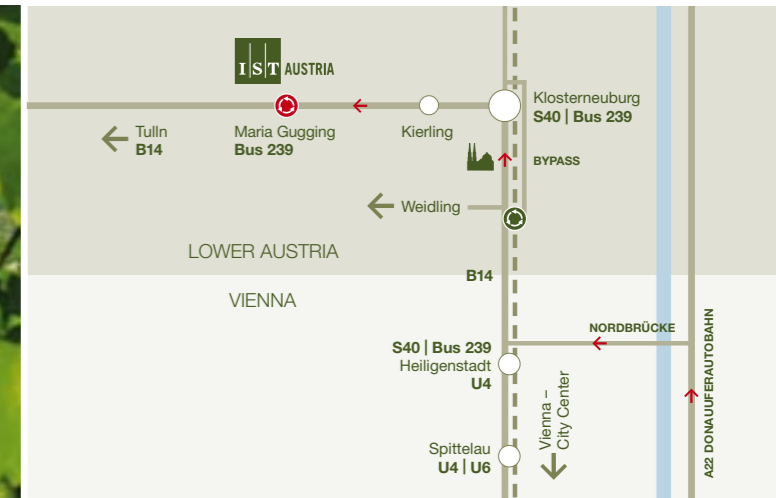 I|S|T AUSTRIA
Klosterneuburg
S40 | Bus 239
Tulln
B14
Maria Gugging
Bus 239
Kierling
BYPASS
Weidling
LOWER AUSTRIA
B14
VIENNA
NORDBRÜCKE
S40 | Bus 239
Heiligenstadt
U4
Vienna –
City Center
A22 DONAUUFERAUTOBAHN
Spittelau
U4 | U6